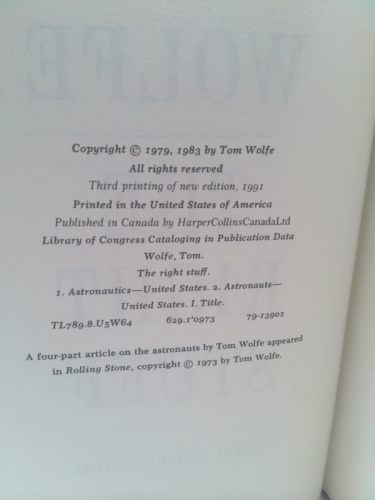 Copyright © 1979, 1983 by Tom Wolfe
All rights reserved
Third printing of new edition, 1991
Printed in the United States of America
Published in Canada by HarperCollinsCanadaLtd
Library of Congress Cataloging in Publication Data
Wolfe, Tom.
The right stuff.
1. Astronautics—United States. 2. Astronauts—
United States. I. Title.
TL789.8.U5W64 629.1'0973 79-13901
A four-part article on the astronauts by Tom Wolfe appeared
in Rolling Stone, copyright © 1973 by Tom Wolfe.